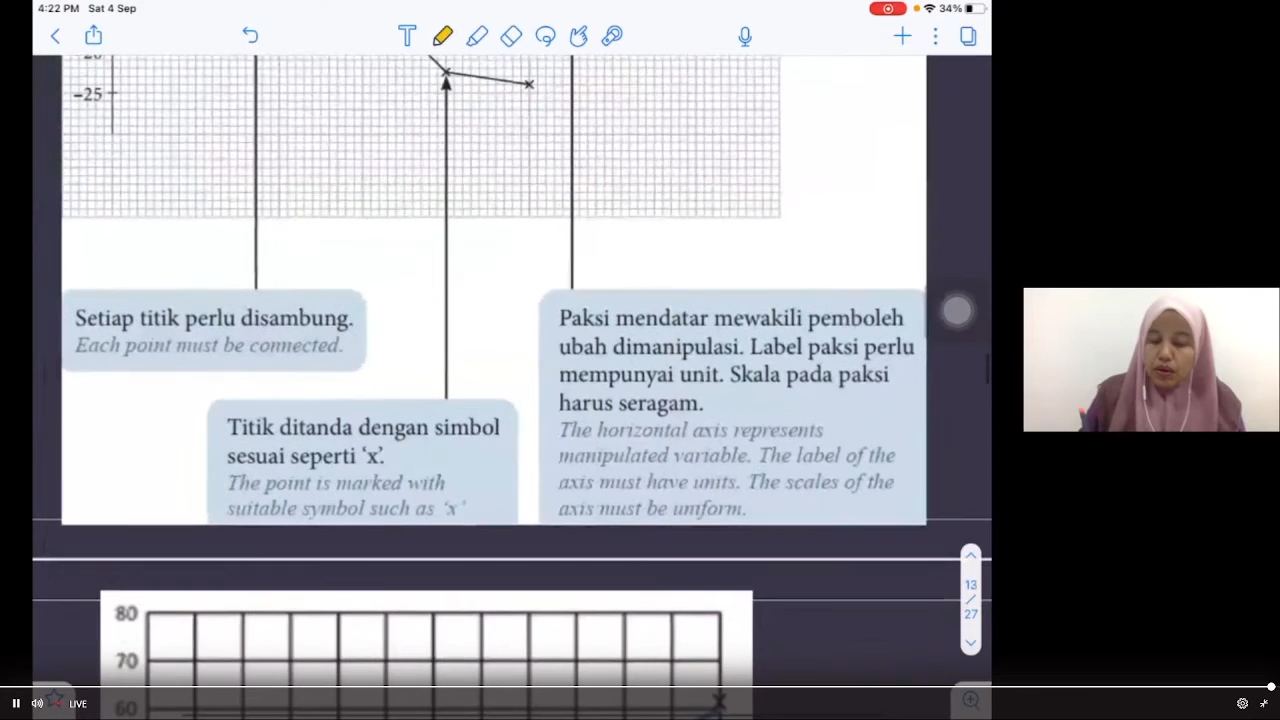 4:22 PM Sat 4 Sep
34%
T
-25
Setiap titik perlu disambung.
Each point must be connected.
Titik ditanda dengan simbol
sesuai seperti ‘x’.
The point is marked with
suitable symbol such as ‘x’
Paksi mendatar mewakili pemboleh
ubah dimanipulasi. Label paksi perlu
mempunyai unit. Skala pada paksi
harus seragam.
The horizontal axis represents
manipulated variable. The label of the
axis must have units. The scales of the
axis must be uniform.
13
/
27
80
70
60
LIVE